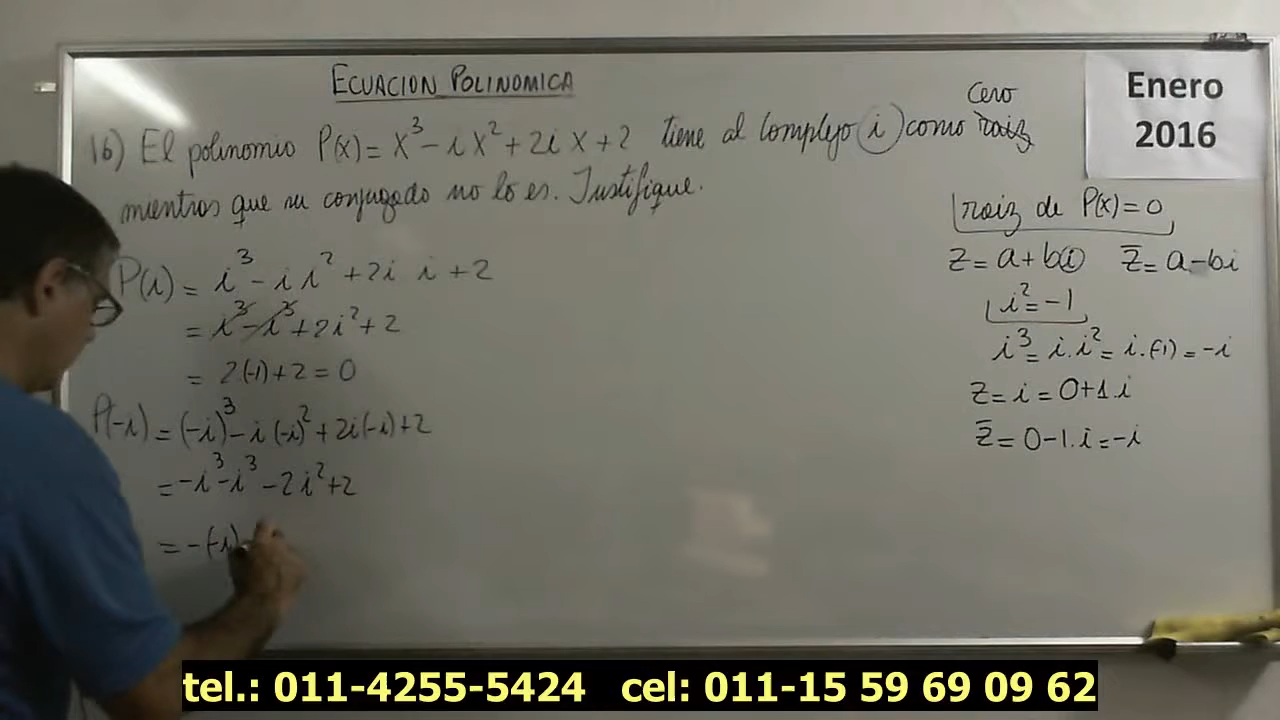 ECUACION POLINOMICA
16) El polinomio P(x) = x³ - i x² + 2i x + 2 tiene al complejo (i) como raiz
Cero
mientras que su conjugado no lo es. Justifique.
P(i) = i³ - i i² + 2i i + 2
= i³ - i³ + 2i² + 2
= 2(-1) + 2 = 0
P(-i) = (-i)³ - i (-i)² + 2i(-i) + 2
= -i³ - i³ - 2i² + 2
= -(-i)
Enero
2016
raiz de P(x) = 0
z = a + bi z̅ = a - bi
i² = -1
i³ = i . i² = i . (-1) = -i
z = i = 0 + 1. i
z̅ = 0 - 1. i = -i
tel.: 011-4255-5424 cel: 011-15 59 69 09 62